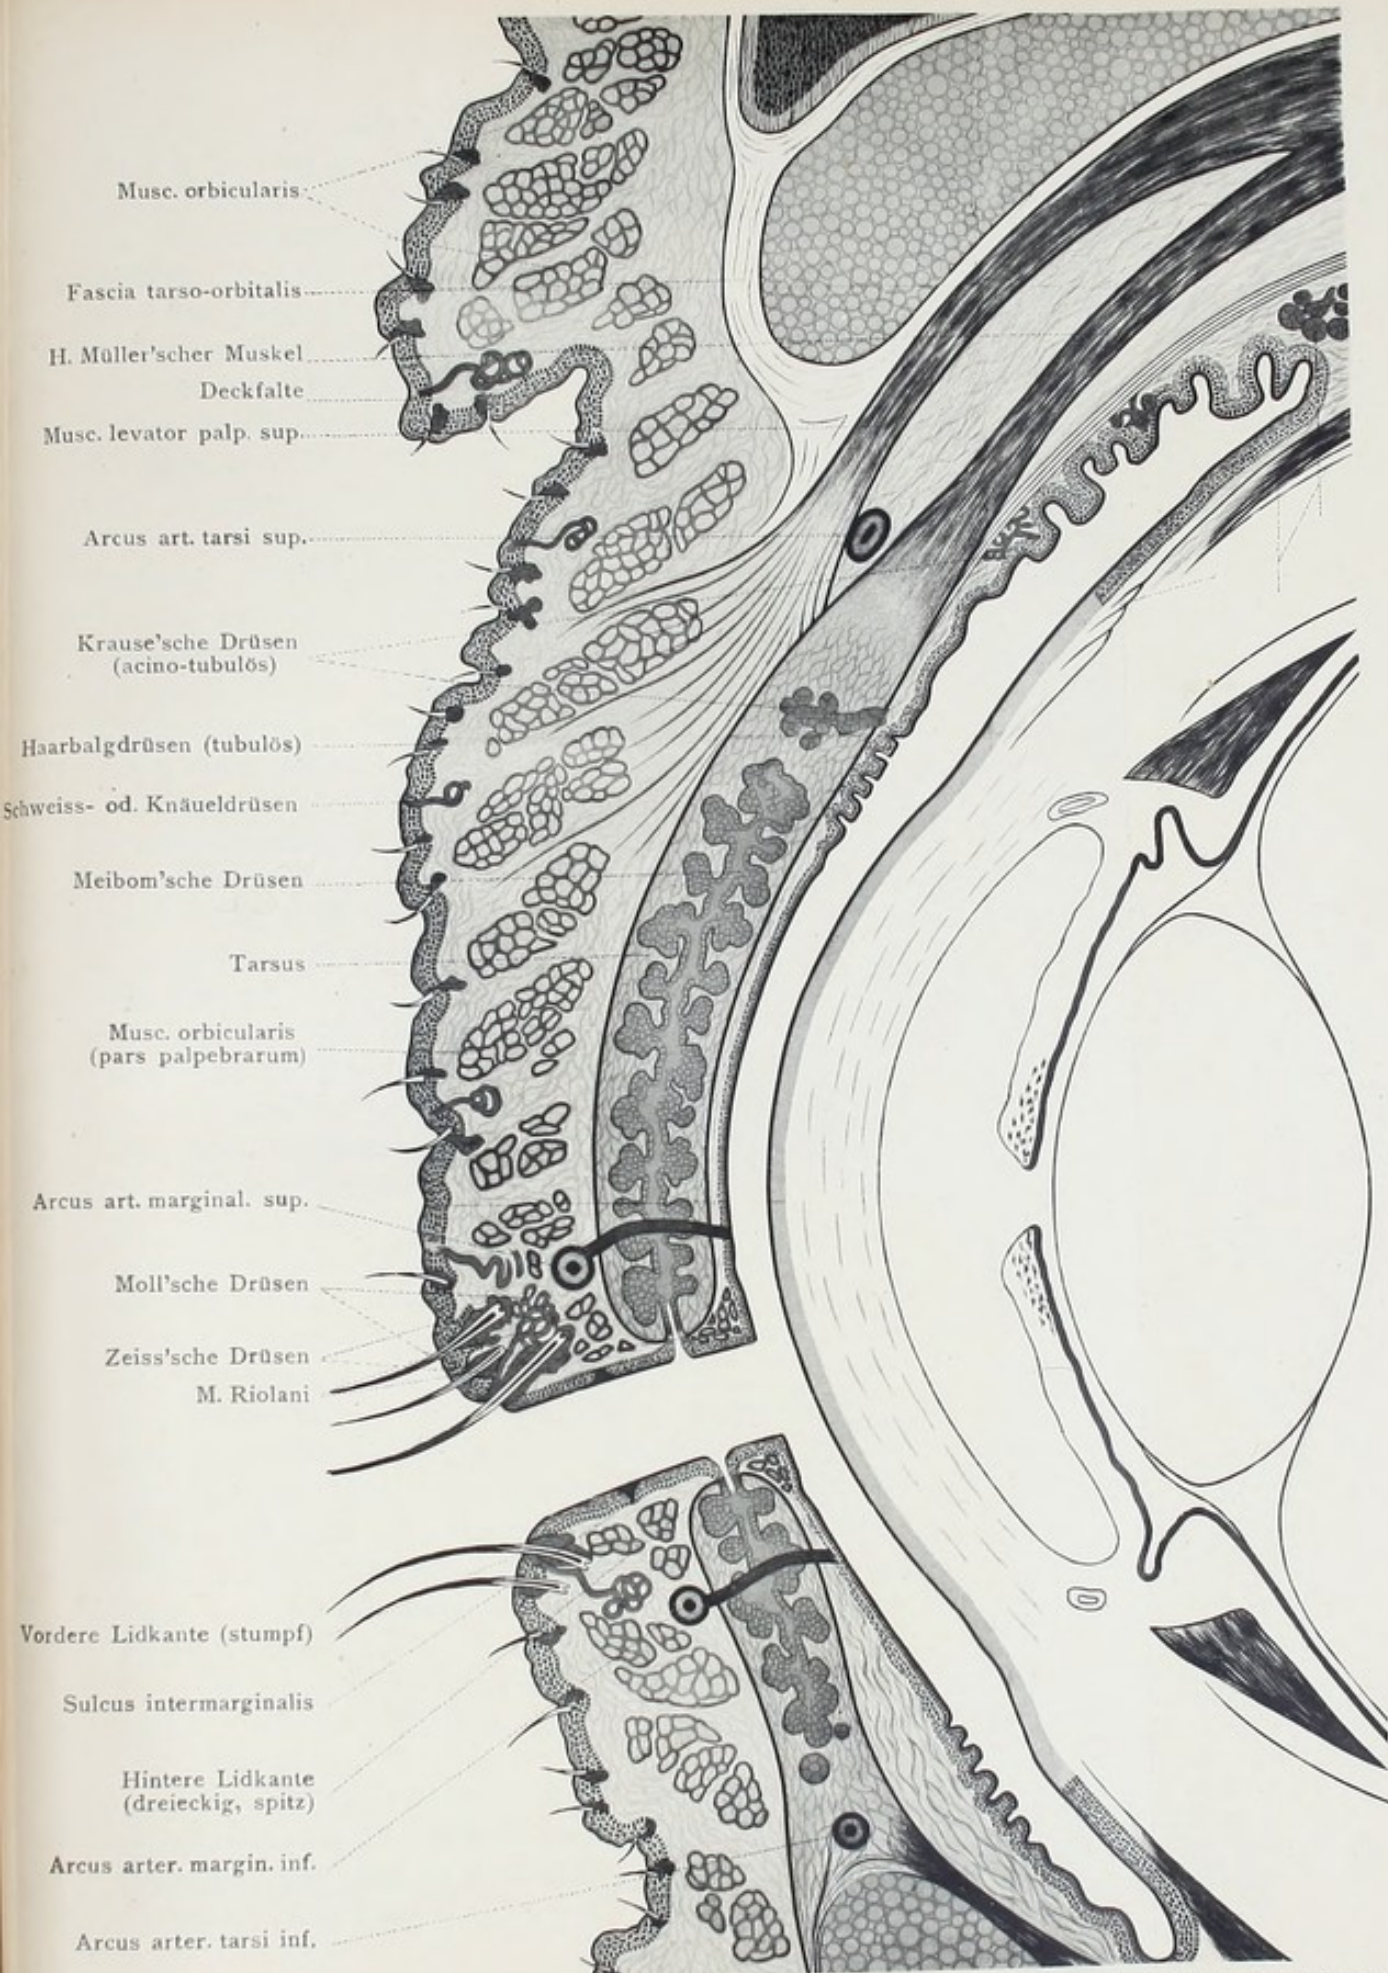 Musc. orbicularis
Fascia tarso-orbitalis
H. Müller'scher Muskel
Deckfalte
Musc. levator palp. sup.
Arcus art. tarsi sup.
Krause'sche Drüsen
(acino-tubulös)
Haarbalgdrüsen (tubulös)
Schweiss- od. Knäueldrüsen
Meibom'sche Drüsen
Tarsus
Musc. orbicularis
(pars palpebrarum)
Arcus art. marginal. sup.
Moll'sche Drüsen
Zeiss'sche Drüsen
M. Riolani
Vordere Lidkante (stumpf)
Sulcus intermarginalis
Hintere Lidkante
(dreieckig, spitz)
Arcus arter. margin. inf.
Arcus arter. tarsi inf.